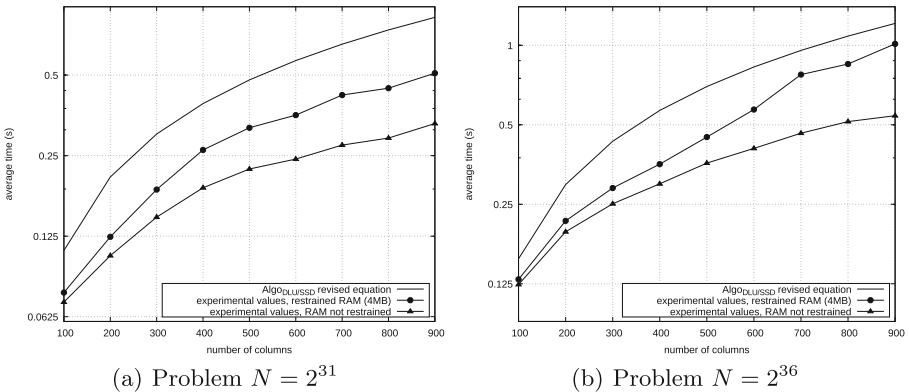 0.5
0.25
0.125
0.0625
average time (s)
Algo_DLU/SSD revised equation
experimental values, restrained RAM (4MB)
experimental values, RAM not restrained
100 200 300 400 500 600 700 800 900
number of columns
(a) Problem N = 2^31
1
0.5
0.25
0.125
average time (s)
Algo_DLU/SSD revised equation
experimental values, restrained RAM (4MB)
experimental values, RAM not restrained
100 200 300 400 500 600 700 800 900
number of columns
(b) Problem N = 2^36